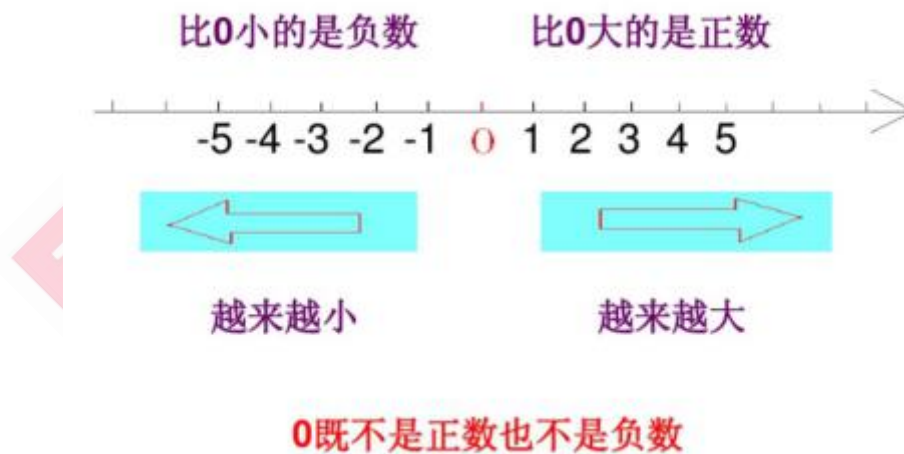 比0小的是负数 比0大的是正数
-5 -4 -3 -2 -1 0 1 2 3 4 5
越来越小 越来越大
0既不是正数也不是负数